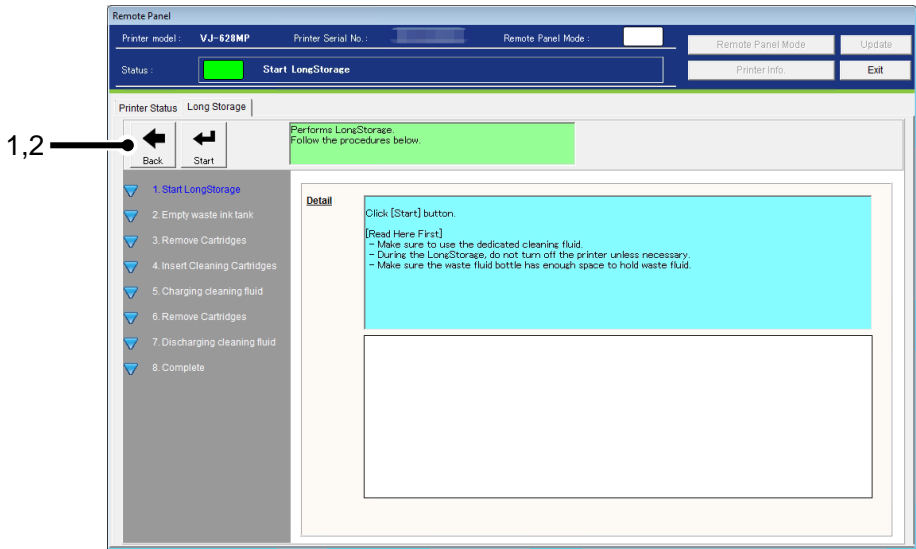 Remote Panel
Printer model : VJ-628MP Printer Serial No. : Remote Panel Mode :
Remote Panel Mode Update
Status : Start LongStorage
Printer Info. Exit
Printer Status Long Storage
1,2
Back Start
Performs LongStorage.
Follow the procedures below.
1. Start LongStorage
2. Empty waste ink tank
3. Remove Cartridges
4. Insert Cleaning Cartridges
5. Charging cleaning fluid
6. Remove Cartridges
7. Discharging cleaning fluid
8. Complete
Detail
Click [Start] button.
[Read Here First]
- Make sure to use the dedicated cleaning fluid.
- During the LongStorage, do not turn off the printer unless necessary.
- Make sure the waste fluid bottle has enough space to hold waste fluid.